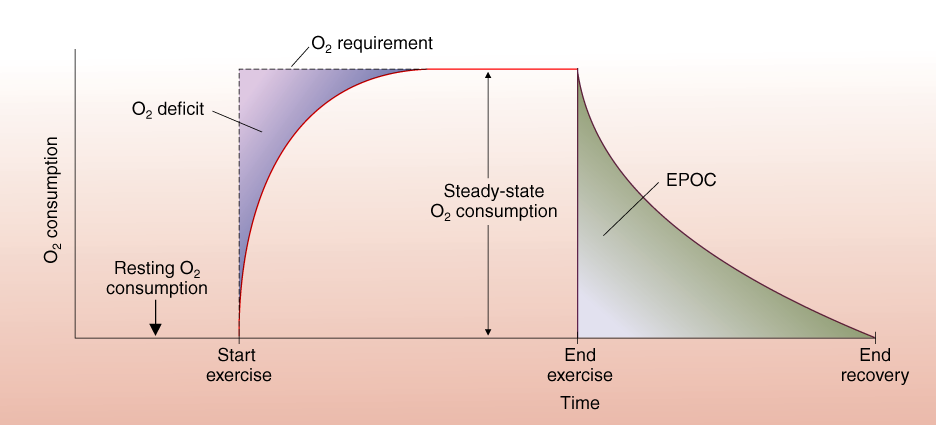 O₂ requirement
O₂ deficit
O₂ consumption
Steady-state
O₂ consumption
EPOC
Resting O₂
consumption
Start
exercise
End
exercise
End
recovery
Time